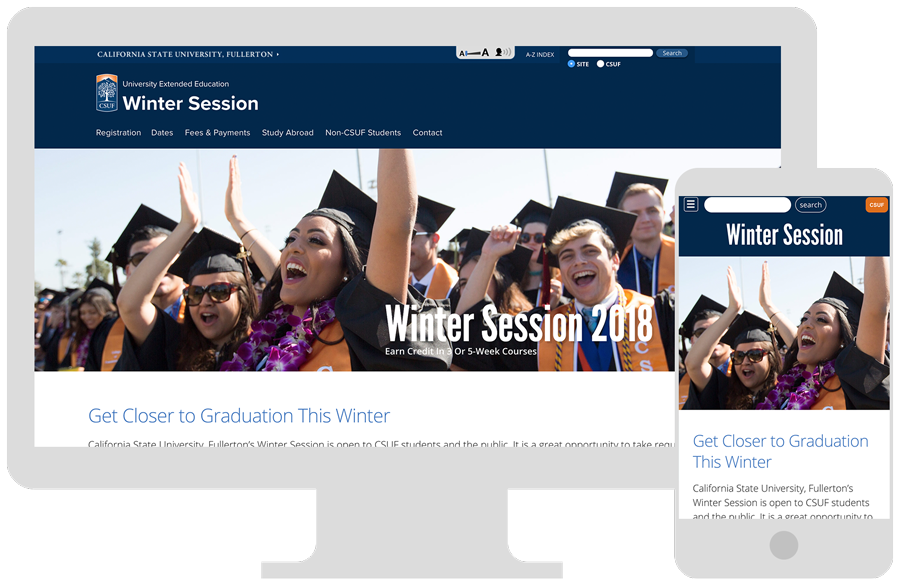 CALIFORNIA STATE UNIVERSITY, FULLERTON
A A
A-Z INDEX
Search
SITE CSUF
University Extended Education
CSUF
Winter Session
Registration Dates Fees & Payments Study Abroad Non-CSUF Students Contact
Winter Session 2018
Earn Credit In 3 Or 5-Week Courses
Get Closer to Graduation This Winter
California State University, Fullerton's Winter Session is open to CSUF students and the public. It is a great opportunity to take
search
CSUF
Winter Session
Get Closer to Graduation
This Winter
California State University, Fullerton's
Winter Session is open to CSUF students
and the public. It is a great opportunity to